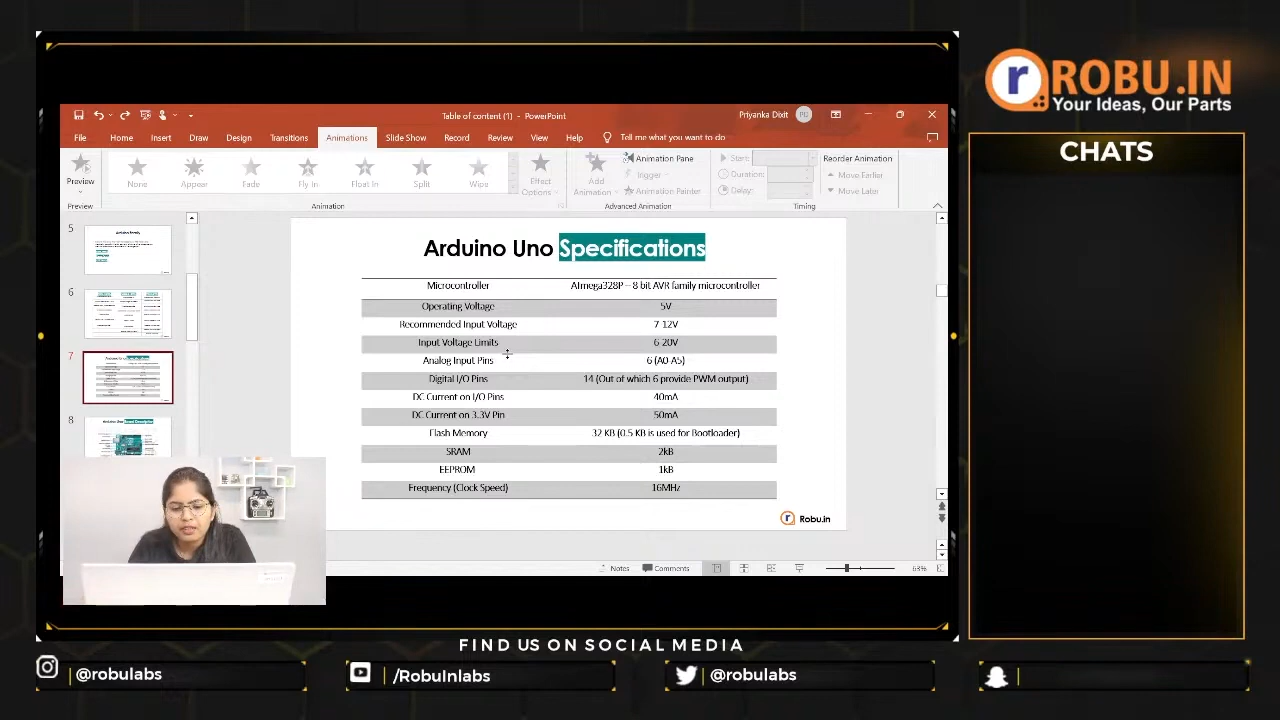 ROBU.IN
Your Ideas, Our Parts
CHATS
Table of content (1) - PowerPoint
Priyanka Dixit
PD
File Home Insert Draw Design Transitions Animations Slide Show Record Review View Help Tell me what you want to do
Preview
None Appear Fade Fly In Float In Split Wipe
Effect Options
Add Animation
Animation Pane
Trigger
Animation Painter
Start:
Duration:
Delay:
Reorder Animation
Move Earlier
Move Later
Preview Animation Advanced Animation Timing
5
6
7
8
Arduino Uno Specifications
Microcontroller ATmega328P – 8 bit AVR family microcontroller
Operating Voltage 5V
Recommended Input Voltage 7-12V
Input Voltage Limits 6-20V
Analog Input Pins 6 (A0-A5)
Digital I/O Pins 14 (Out of which 6 provide PWM output)
DC Current on I/O Pins 40mA
DC Current on 3.3V Pin 50mA
Flash Memory 32 KB (0.5 KB is used for Bootloader)
SRAM 2kB
EEPROM 1kB
Frequency (Clock Speed) 16MHz
Robu.in
Notes Comments 63%
FIND US ON SOCIAL MEDIA
@robulabs
/RobuInlabs
@robulabs